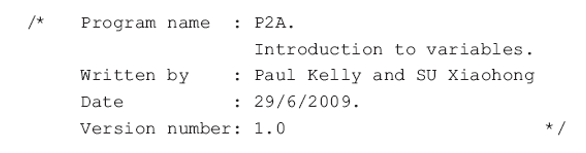 /* Program name : P2A.
Introduction to variables.
Written by : Paul Kelly and SU Xiaohong
Date : 29/6/2009.
Version number: 1.0 */